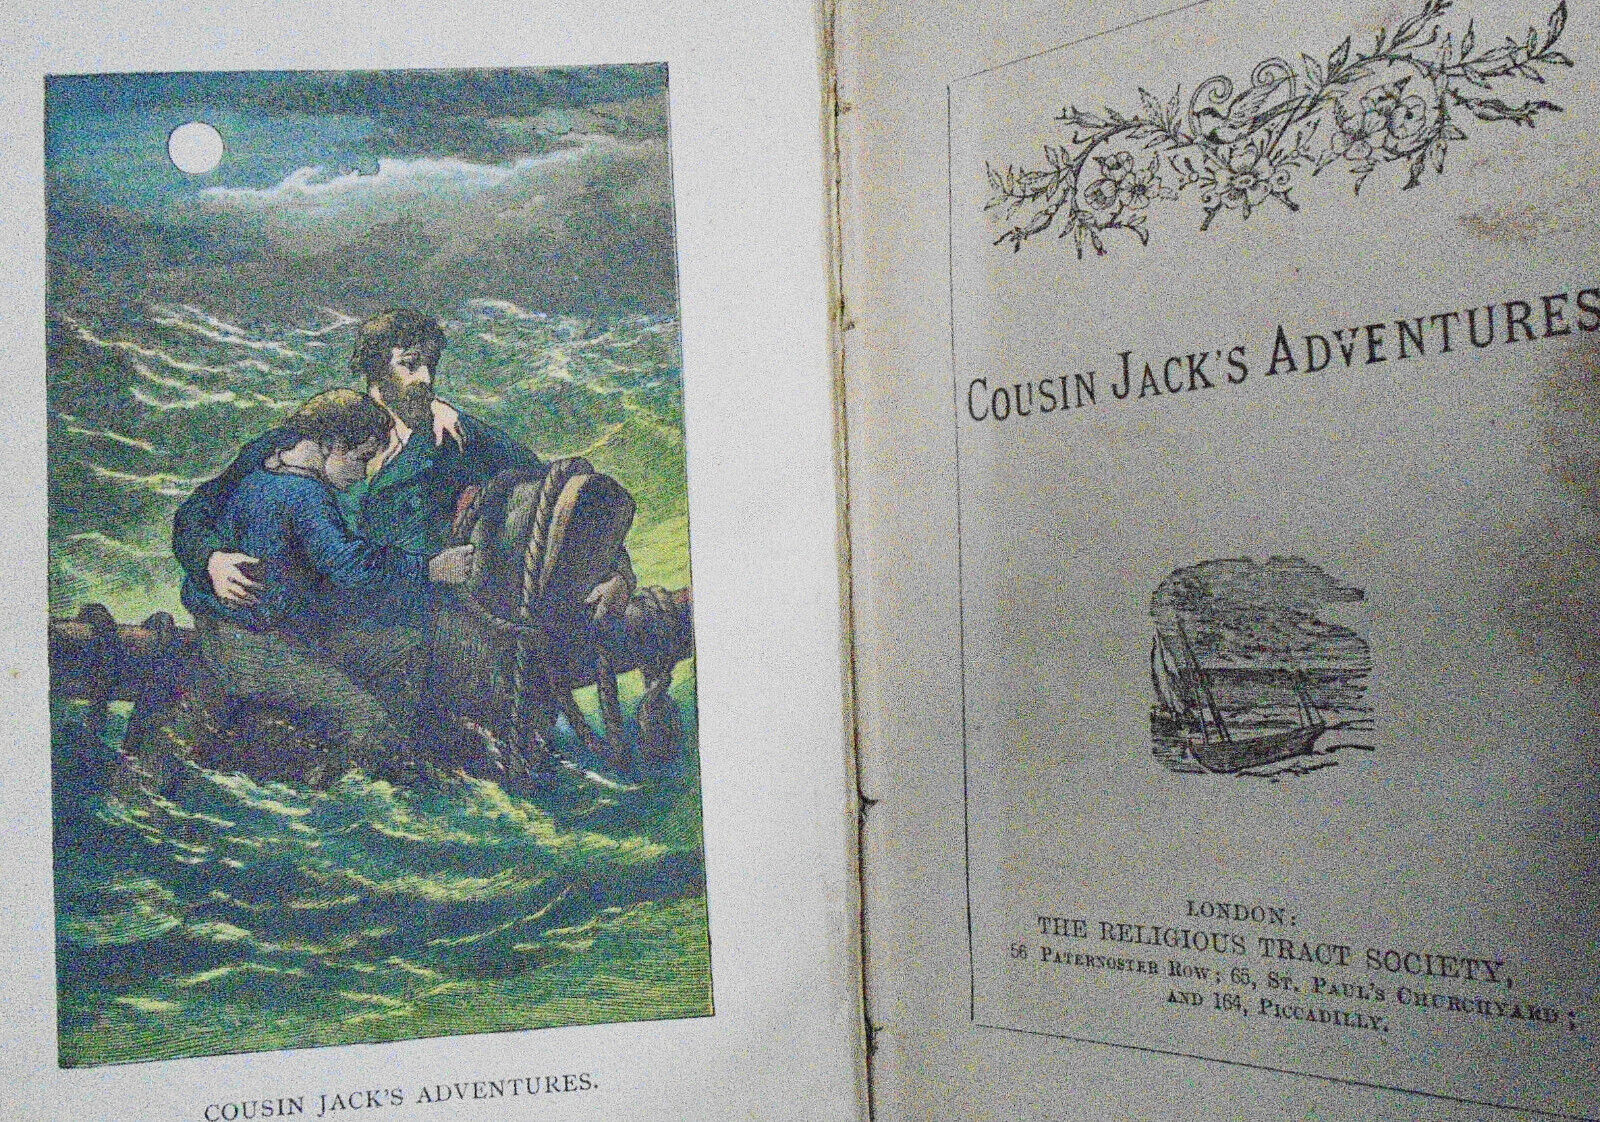 COUSIN JACK'S ADVENTURES.
COUSIN JACK'S ADVENTURES
LONDON:
THE RELIGIOUS TRACT SOCIETY,
56 PATERNOSTER ROW; 65, ST. PAUL'S CHURCHYARD;
AND 164, PICCADILLY.